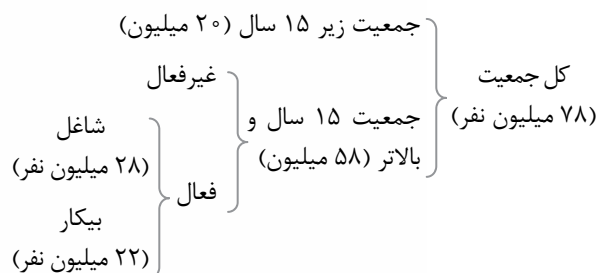 جمعیت زیر ۱۵ سال (۲۰ میلیون)
کل جمعیت
(۷۸ میلیون نفر)
جمعیت ۱۵ سال و
بالاتر (۵۸ میلیون)
غیرفعال
فعال
شاغل
(۲۸ میلیون نفر)
بیکار
(۲۲ میلیون نفر)